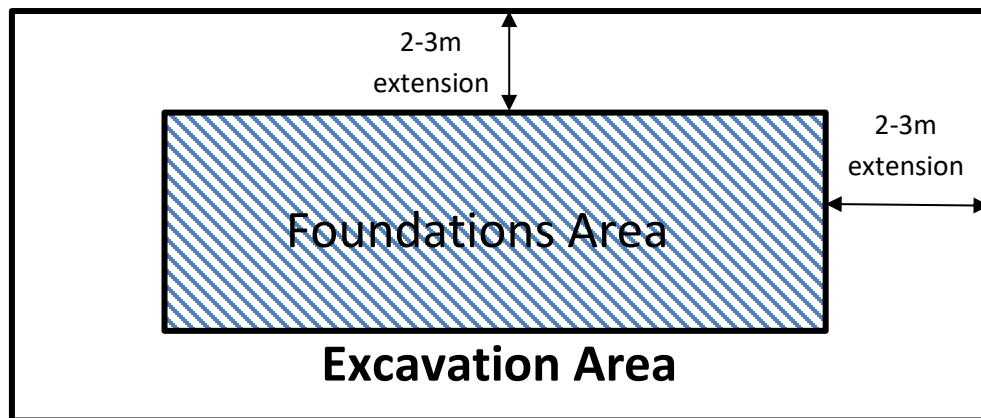 2-3m
extension
2-3m
extension
Foundations Area
Excavation Area